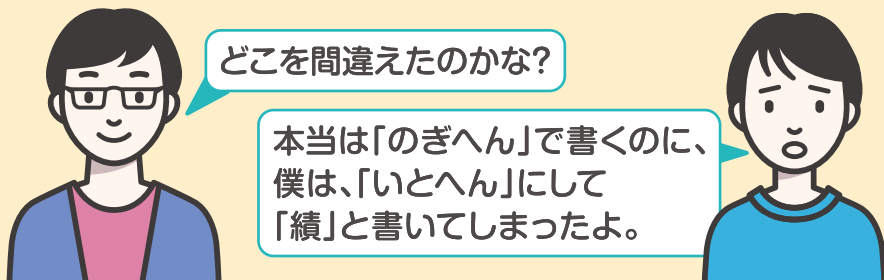 どこを間違えたのかな?
本当は「のぎへん」で書くのに、
僕は、「いとへん」にして
「績」と書いてしまったよ。